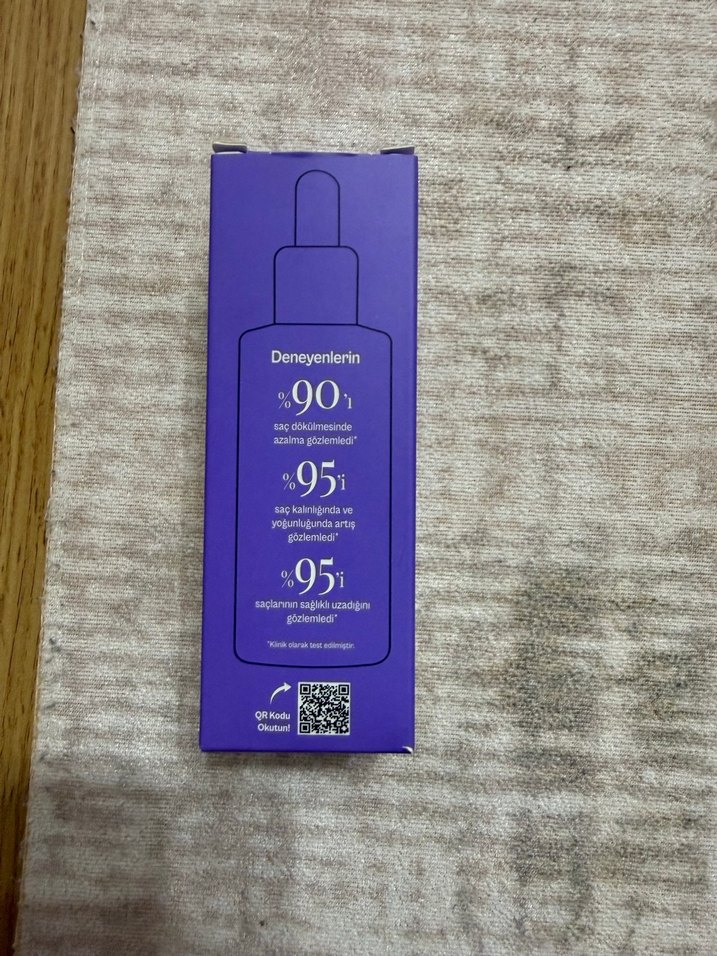 Deneyenlerin
%90'ı
saç dökülmesinde
azalma gözlemledi*
%95'i
saç kalınlığında ve
yoğunluğunda artış
gözlemledi*
%95'i
saçlarının sağlıklı uzadığını
gözlemledi*
*Klinik olarak test edilmiştir.
QR Kodu
Okutun!